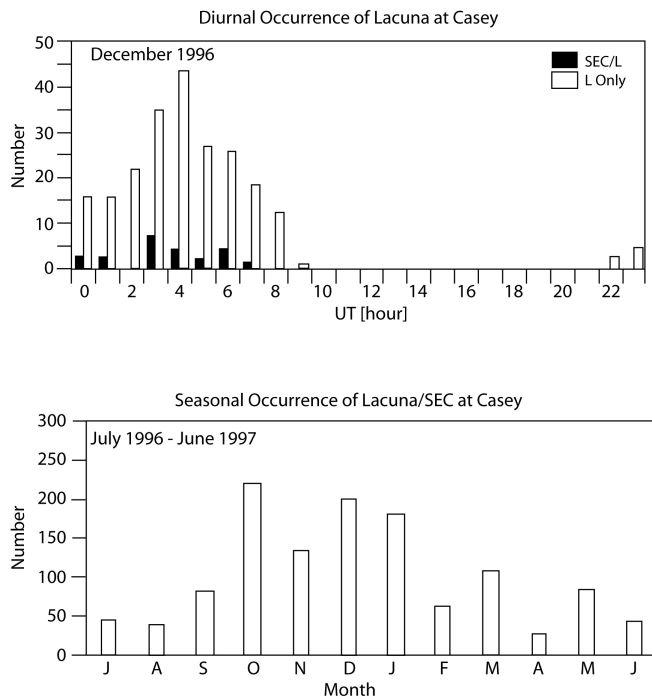 Diurnal Occurrence of Lacuna at Casey
50
December 1996
SEC/L
L Only
40
30
20
10
0
Number
0 2 4 6 8 10 12 14 16 18 20 22
UT [hour]
Seasonal Occurrence of Lacuna/SEC at Casey
300
July 1996 - June 1997
250
200
150
100
50
0
Number
J A S O N D J F M A M J
Month